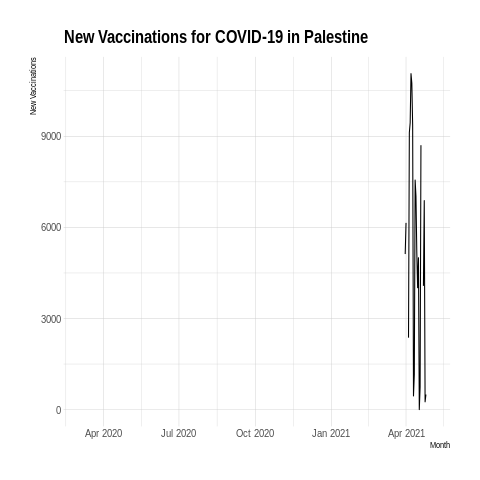 New Vaccinations for COVID-19 in Palestine
New Vaccinations
9000
6000
3000
0
Apr 2020 Jul 2020 Oct 2020 Jan 2021 Apr 2021
Month